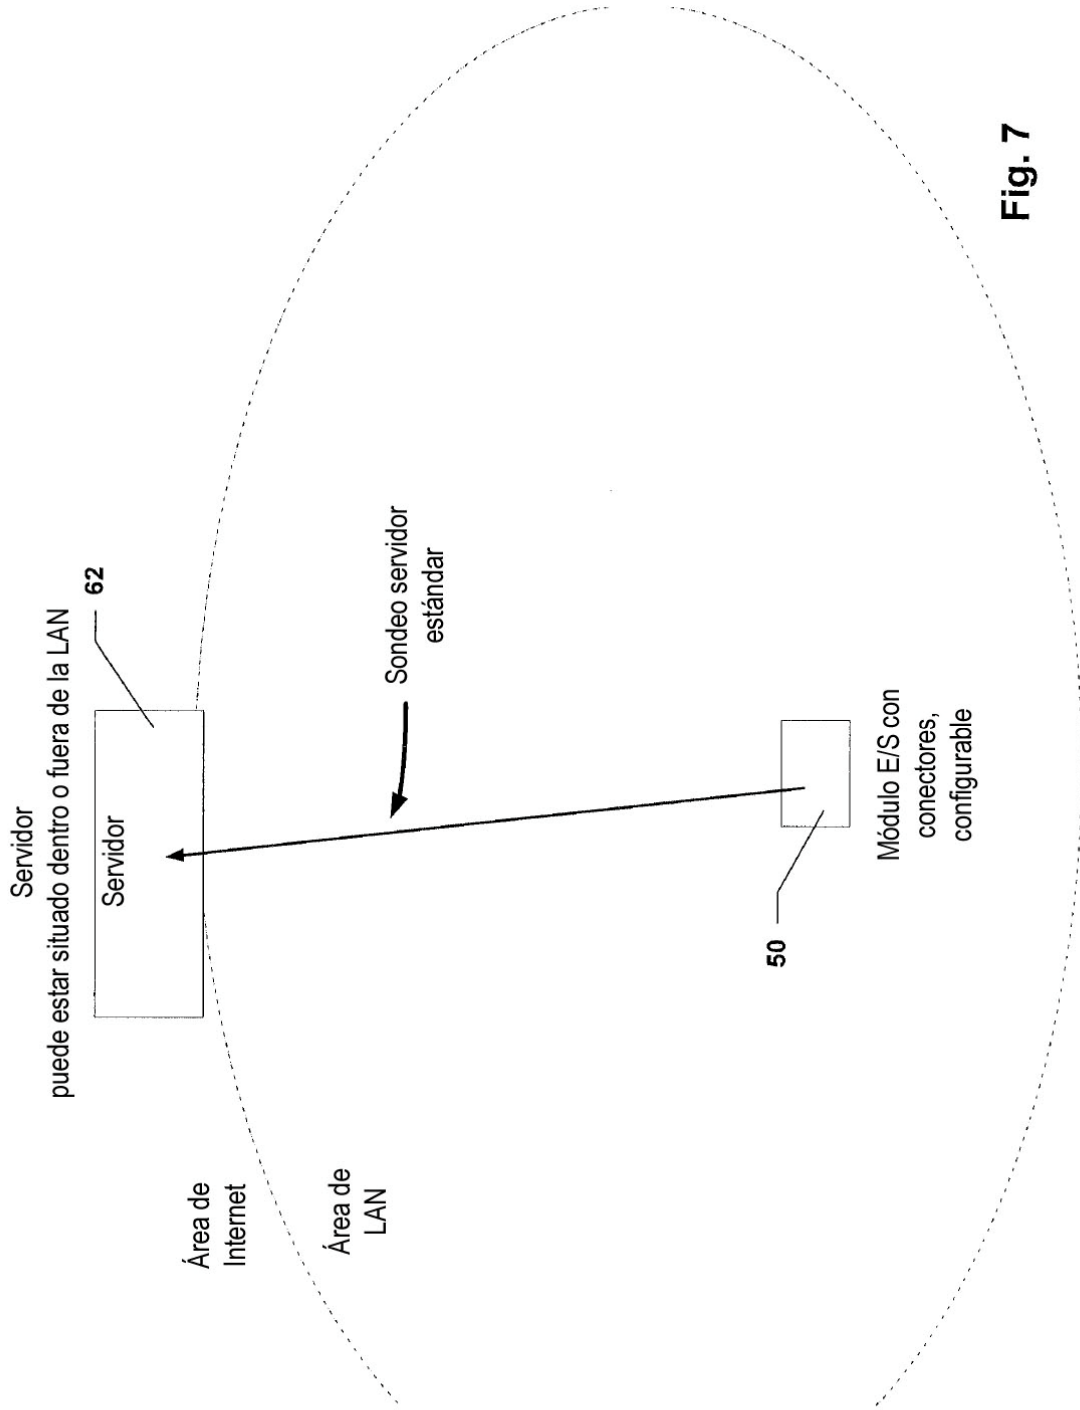 Servidor
puede estar situado dentro o fuera de la LAN
62
Servidor
Área de
Internet
Área de
LAN
Sondeo servidor
estándar
50
Módulo E/S con
conectores,
configurable
Fig. 7